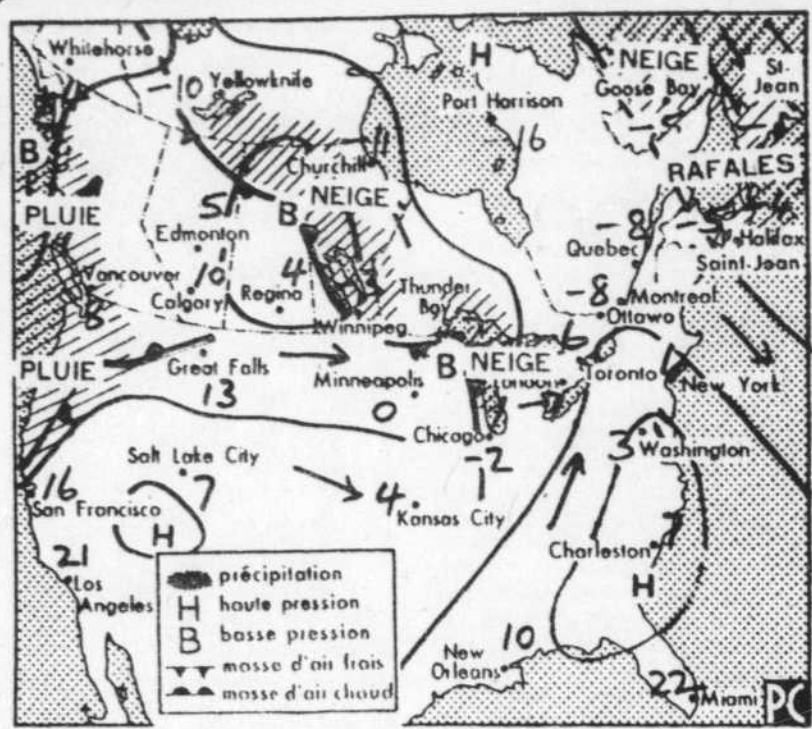 Whitehorse
-10
Yellowknife
H
Port Harrison
16
NEIGE
Goose Bay
St-
Jean
B
Churchill
11
NEIGE
RAFALES
PLUIE
5
B
Edmonton
-8
Quebec
Halifax
Saint-Jean
Vancouver
8
10
Calgary
4
Regina
Winnipeg
Thunder
Bay
-8
Montreal
Ottawa
PLUIE
Great Falls
13
Minneapolis
0
B
NEIGE
6
London
Toronto
New York
Chicago
-2
3
Washington
Salt Lake City
7
16
San Francisco
H
4
Kansas City
Charleston
7
H
21
Los
Angeles
New
Orleans
10
22
Miami
précipitation
H haute pression
B basse pression
masse d'air frais
masse d'air chaud
PC